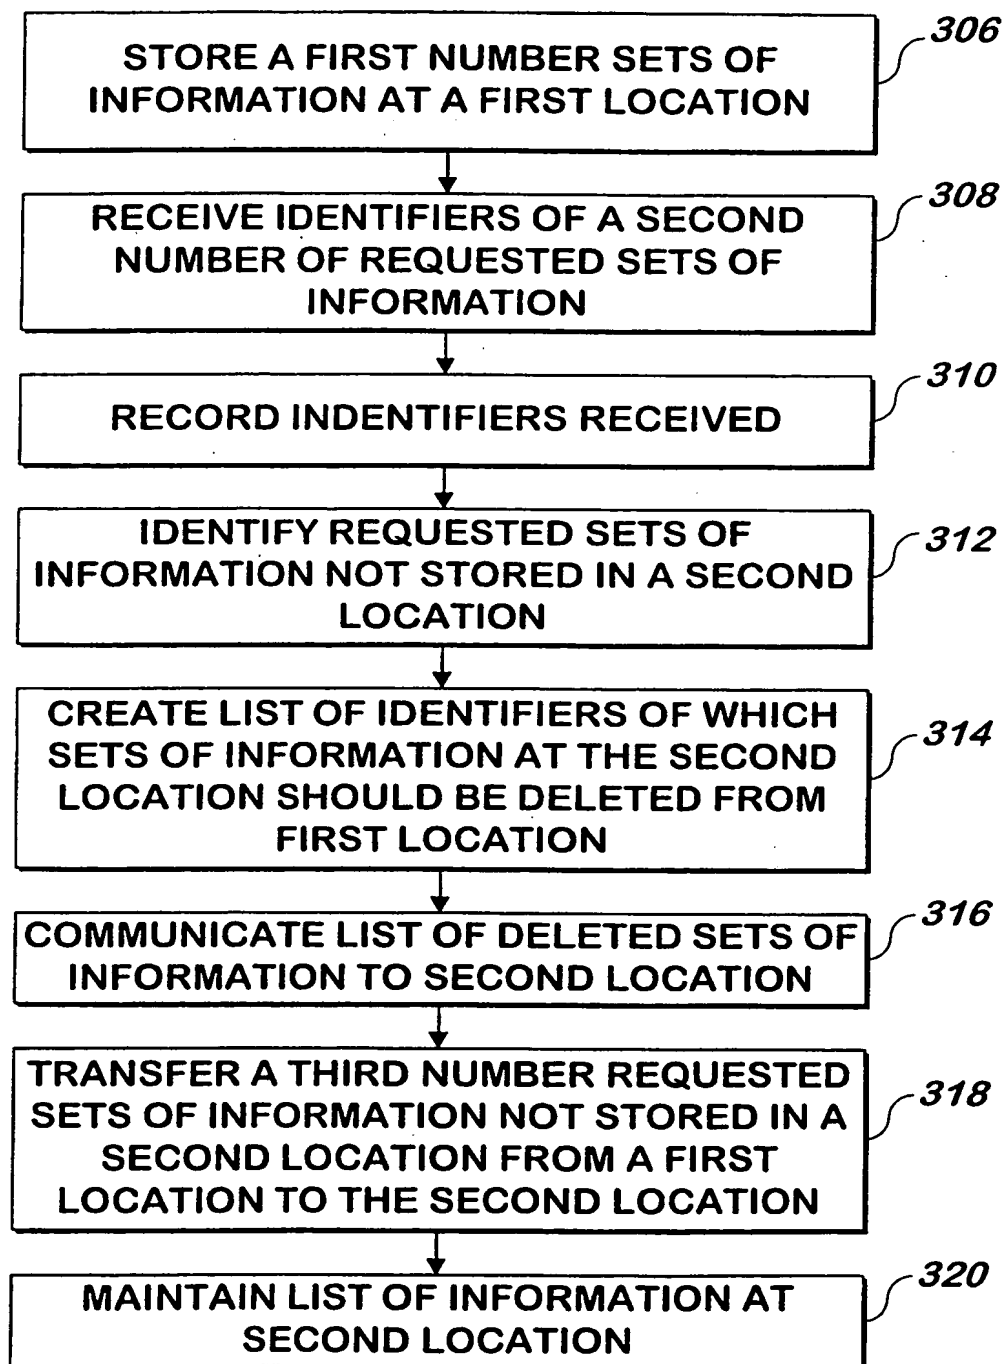 306
STORE A FIRST NUMBER SETS OF
INFORMATION AT A FIRST LOCATION
308
RECEIVE IDENTIFIERS OF A SECOND
NUMBER OF REQUESTED SETS OF
INFORMATION
310
RECORD INDENTIFIERS RECEIVED
312
IDENTIFY REQUESTED SETS OF
INFORMATION NOT STORED IN A SECOND
LOCATION
314
CREATE LIST OF IDENTIFIERS OF WHICH
SETS OF INFORMATION AT THE SECOND
LOCATION SHOULD BE DELETED FROM
FIRST LOCATION
316
COMMUNICATE LIST OF DELETED SETS OF
INFORMATION TO SECOND LOCATION
318
TRANSFER A THIRD NUMBER REQUESTED
SETS OF INFORMATION NOT STORED IN A
SECOND LOCATION FROM A FIRST
LOCATION TO THE SECOND LOCATION
320
MAINTAIN LIST OF INFORMATION AT
SECOND LOCATION